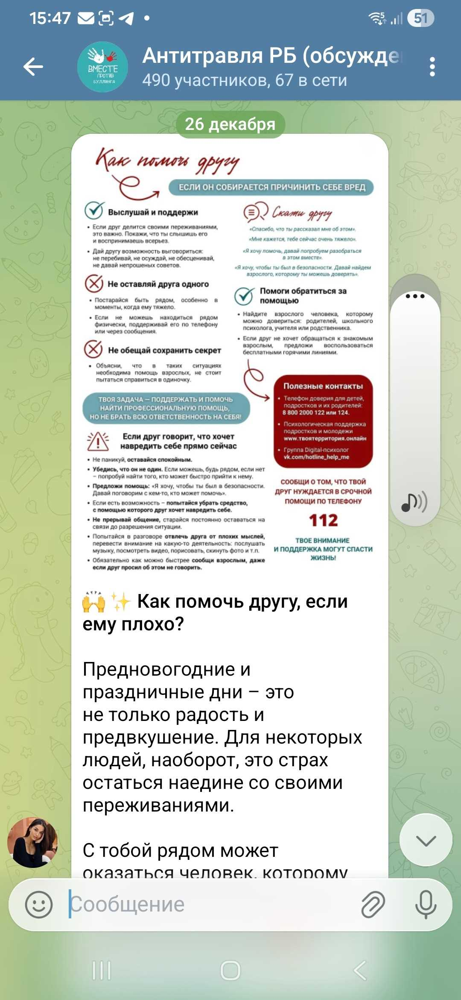 15:47
5
51
Антитравля РБ (обсужде
490 участников, 67 в сети
ВМЕСТЕ
ПРОТИВ
БУЛЛИНГА
26 декабря
Как помочь другу
ЕСЛИ ОН СОБИРАЕТСЯ ПРИЧИНИТЬ СЕБЕ ВРЕД
Выслушай и поддержи
• Если друг делится своими переживаниями,
это важно. Покажи, что ты слышишь его
и воспринимаешь всерьез.
• Дай другу возможность выговориться:
не перебивай, не осуждай, не обесценивай,
не давай непрошеных советов.
Не оставляй друга одного
• Постарайся быть рядом, особенно в
моменты, когда ему тяжело.
• Если не можешь находиться рядом
физически, поддерживай его по телефону
или через сообщения.
Не обещай сохранить секрет
• Объясни, что в таких ситуациях
необходима помощь взрослых, не стоит
пытаться справиться в одиночку.
Скажи другу
«Спасибо, что ты рассказал мне об этом».
«Мне кажется, тебе сейчас очень тяжело».
«Я хочу помочь, давай попробуем разобраться
в этом вместе».
«Я хочу, чтобы ты был в безопасности. Давай найдем
взрослого, которому ты можешь доверять».
Помоги обратиться за
помощью
• Найдите взрослого человека, которому
можно довериться: родителей, школьного
психолога, учителя или родственника.
• Если друг не хочет обращаться к знакомым
взрослым, предложи воспользоваться
бесплатными горячими линиями.
ТВОЯ ЗАДАЧА – ПОДДЕРЖАТЬ И ПОМОЧЬ
НАЙТИ ПРОФЕССИОНАЛЬНУЮ ПОМОЩЬ,
НО НЕ БРАТЬ ВСЮ ОТВЕТСТВЕННОСТЬ НА СЕБЯ!
Полезные контакты
• Телефон доверия для детей,
подростков и их родителей:
8 800 2000 122 или 124.
• Психологическая поддержка
подростков и молодежи
www.твоятерритория.онлайн
• Группа Digital-психолог
vk.com/hotline_help_me
Если друг говорит, что хочет
навредить себе прямо сейчас
• Не паникуй, оставайся спокойным.
• Убедись, что он не один. Если можешь, будь рядом, если нет
– попробуй найти того, кто может быстро прийти к нему.
• Предложи помощь: «Я хочу, чтобы ты был в безопасности.
Давай поговорим с кем-то, кто может помочь».
• Если есть возможность – попытайся убрать средство,
с помощью которого друг хочет навредить себе.
• Не прерывай общение, старайся постоянно оставаться на
связи до разрешения ситуации.
• Попытайся в разговоре отвлечь друга от плохих мыслей,
перевести внимание на какую-то деятельность: послушать
музыку, посмотреть видео, порисовать, скинуть фото и т.п.
• Обязательно как можно быстрее сообщи взрослым, даже
если друг просил об этом не говорить.
СООБЩИ О ТОМ, ЧТО ТВОЙ
ДРУГ НУЖДАЕТСЯ В СРОЧНОЙ
ПОМОЩИ ПО ТЕЛЕФОНУ
112
ТВОЕ ВНИМАНИЕ
И ПОДДЕРЖКА МОГУТ СПАСТИ
ЖИЗНЬ!
🙌 ✨ Как помочь другу, если
ему плохо?
Предновогодние и
праздничные дни – это
не только радость и
предвкушение. Для некоторых
людей, наоборот, это страх
остаться наедине со своими
переживаниями.
С тобой рядом может
оказаться человек, которому
Сообщение